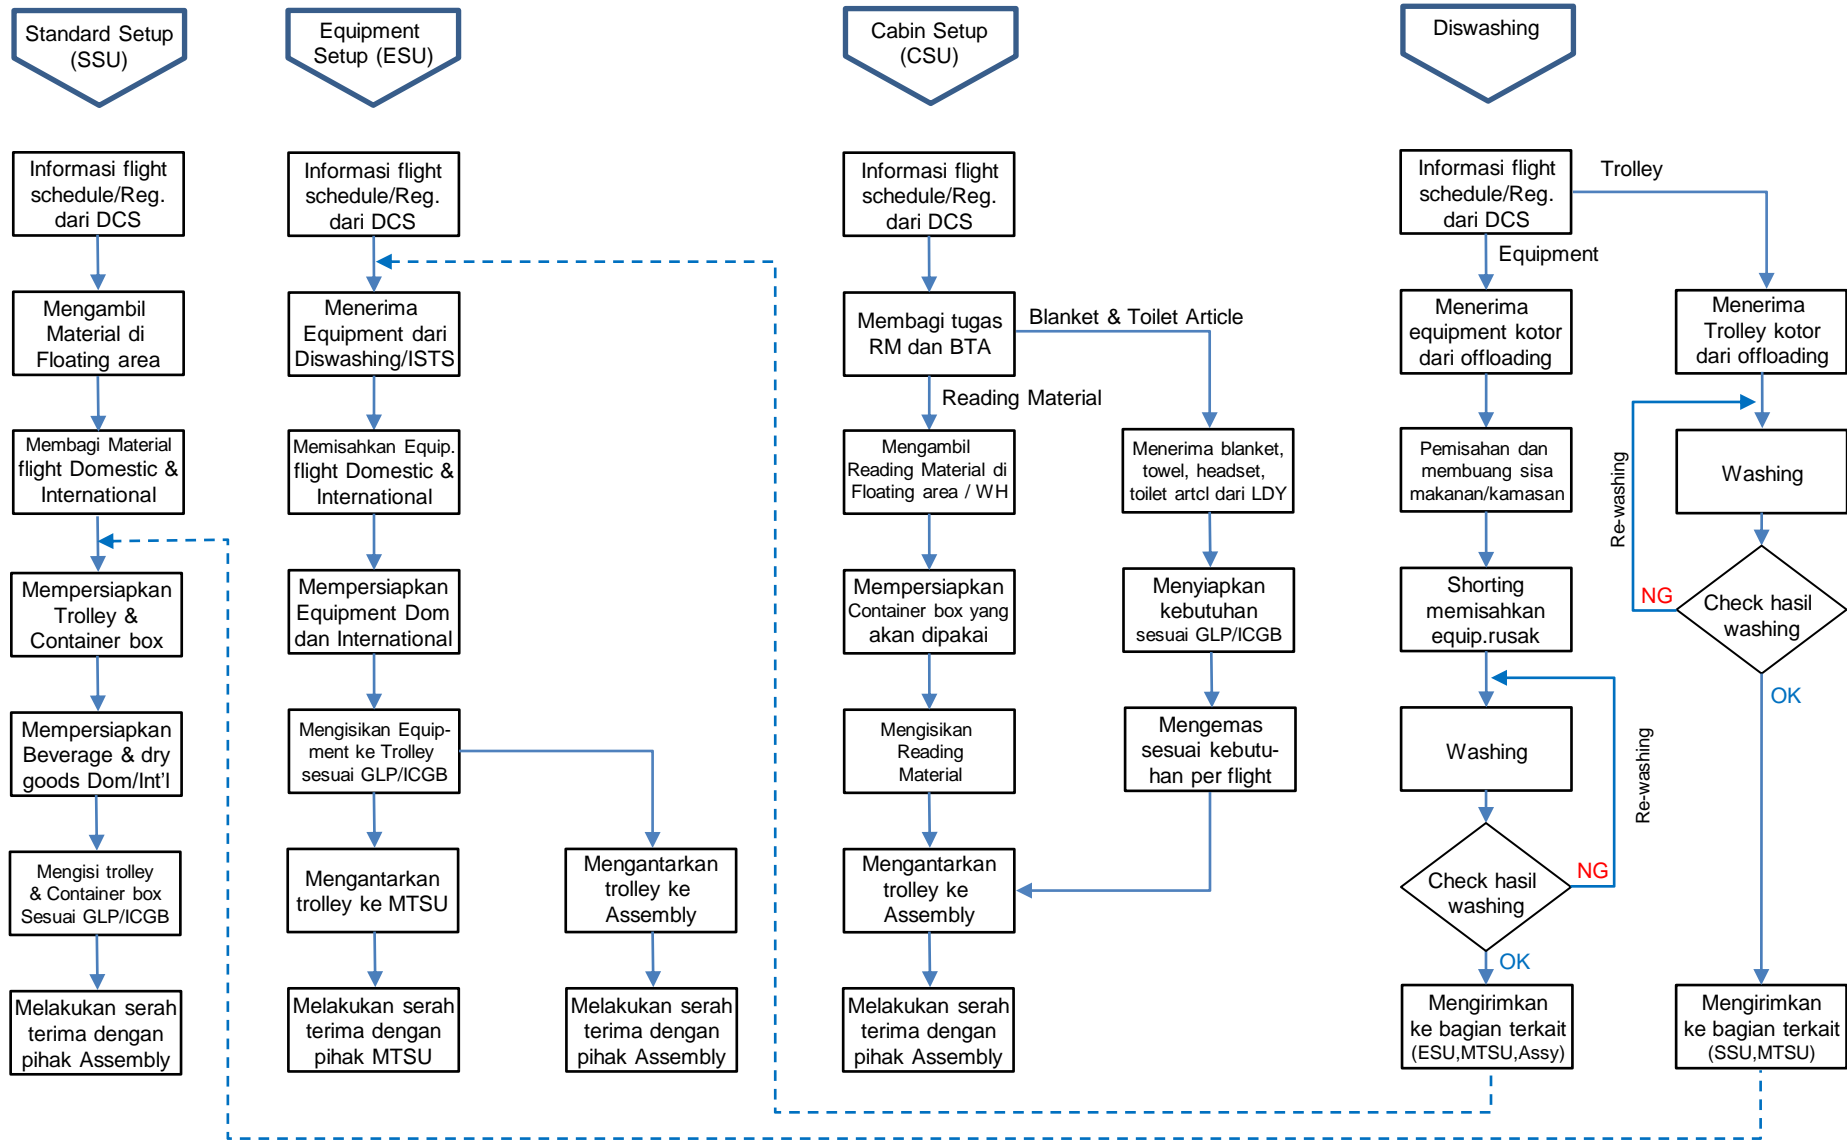 Standard Setup
(SSU)
Informasi flight
schedule/Reg.
dari DCS
Mengambil
Material di
Floating area
Membagi Material
flight Domestic &
International
Mempersiapkan
Trolley &
Container box
Mempersiapkan
Beverage & dry
goods Dom/Int'l
Mengisi trolley
& Container box
Sesuai GLP/ICGB
Melakukan serah
terima dengan
pihak Assembly
Equipment
Setup (ESU)
Informasi flight
schedule/Reg.
dari DCS
Menerima
Equipment dari
Diswashing/ISTS
Memisahkan Equip.
flight Domestic &
International
Mempersiapkan
Equipment Dom
dan International
Mengisikan Equip-
ment ke Trolley
sesuai GLP/ICGB
Mengantarkan
trolley ke MTSU
Melakukan serah
terima dengan
pihak MTSU
Mengantarkan
trolley ke
Assembly
Melakukan serah
terima dengan
pihak Assembly
Cabin Setup
(CSU)
Informasi flight
schedule/Reg.
dari DCS
Membagi tugas
RM dan BTA
Blanket & Toilet Article
Reading Material
Mengambil
Reading Material di
Floating area / WH
Mempersiapkan
Container box yang
akan dipakai
Mengisikan
Reading
Material
Mengantarkan
trolley ke
Assembly
Melakukan serah
terima dengan
pihak Assembly
Menerima blanket,
towel, headset,
toilet artcl dari LDY
Menyiapkan
kebutuhan
sesuai GLP/ICGB
Mengemas
sesuai kebutu-
han per flight
Diswashing
Informasi flight
schedule/Reg.
dari DCS
Trolley
Equipment
Menerima
equipment kotor
dari offloading
Pemisahan dan
membuang sisa
makanan/kamasan
Shorting
memisahkan
equip.rusak
Washing
Re-washing
Check hasil
washing
NG
OK
Mengirimkan
ke bagian terkait
(ESU,MTSU,Assy)
Menerima
Trolley kotor
dari offloading
Re-washing
Washing
NG
Check hasil
washing
OK
Mengirimkan
ke bagian terkait
(SSU,MTSU)